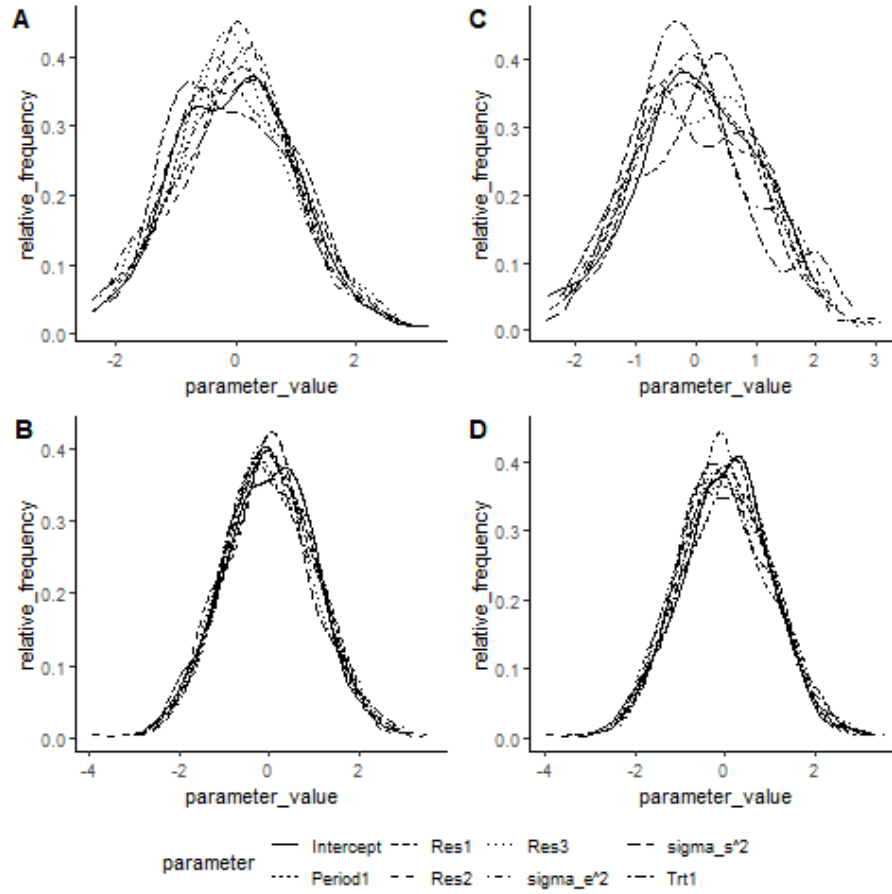 A
relative_frequency
0.4
0.3
0.2
0.1
0.0
-2
0
2
parameter_value
C
relative_frequency
0.4
0.3
0.2
0.1
0.0
-2
-1
0
1
2
3
parameter_value
B
relative_frequency
0.4
0.3
0.2
0.1
0.0
-4
-2
0
2
parameter_value
D
relative_frequency
0.4
0.3
0.2
0.1
0.0
-4
-2
0
2
parameter_value
parameter
Intercept Res1 Res3 sigma_s^2
Period1 Res2 sigma_e^2 Trt1